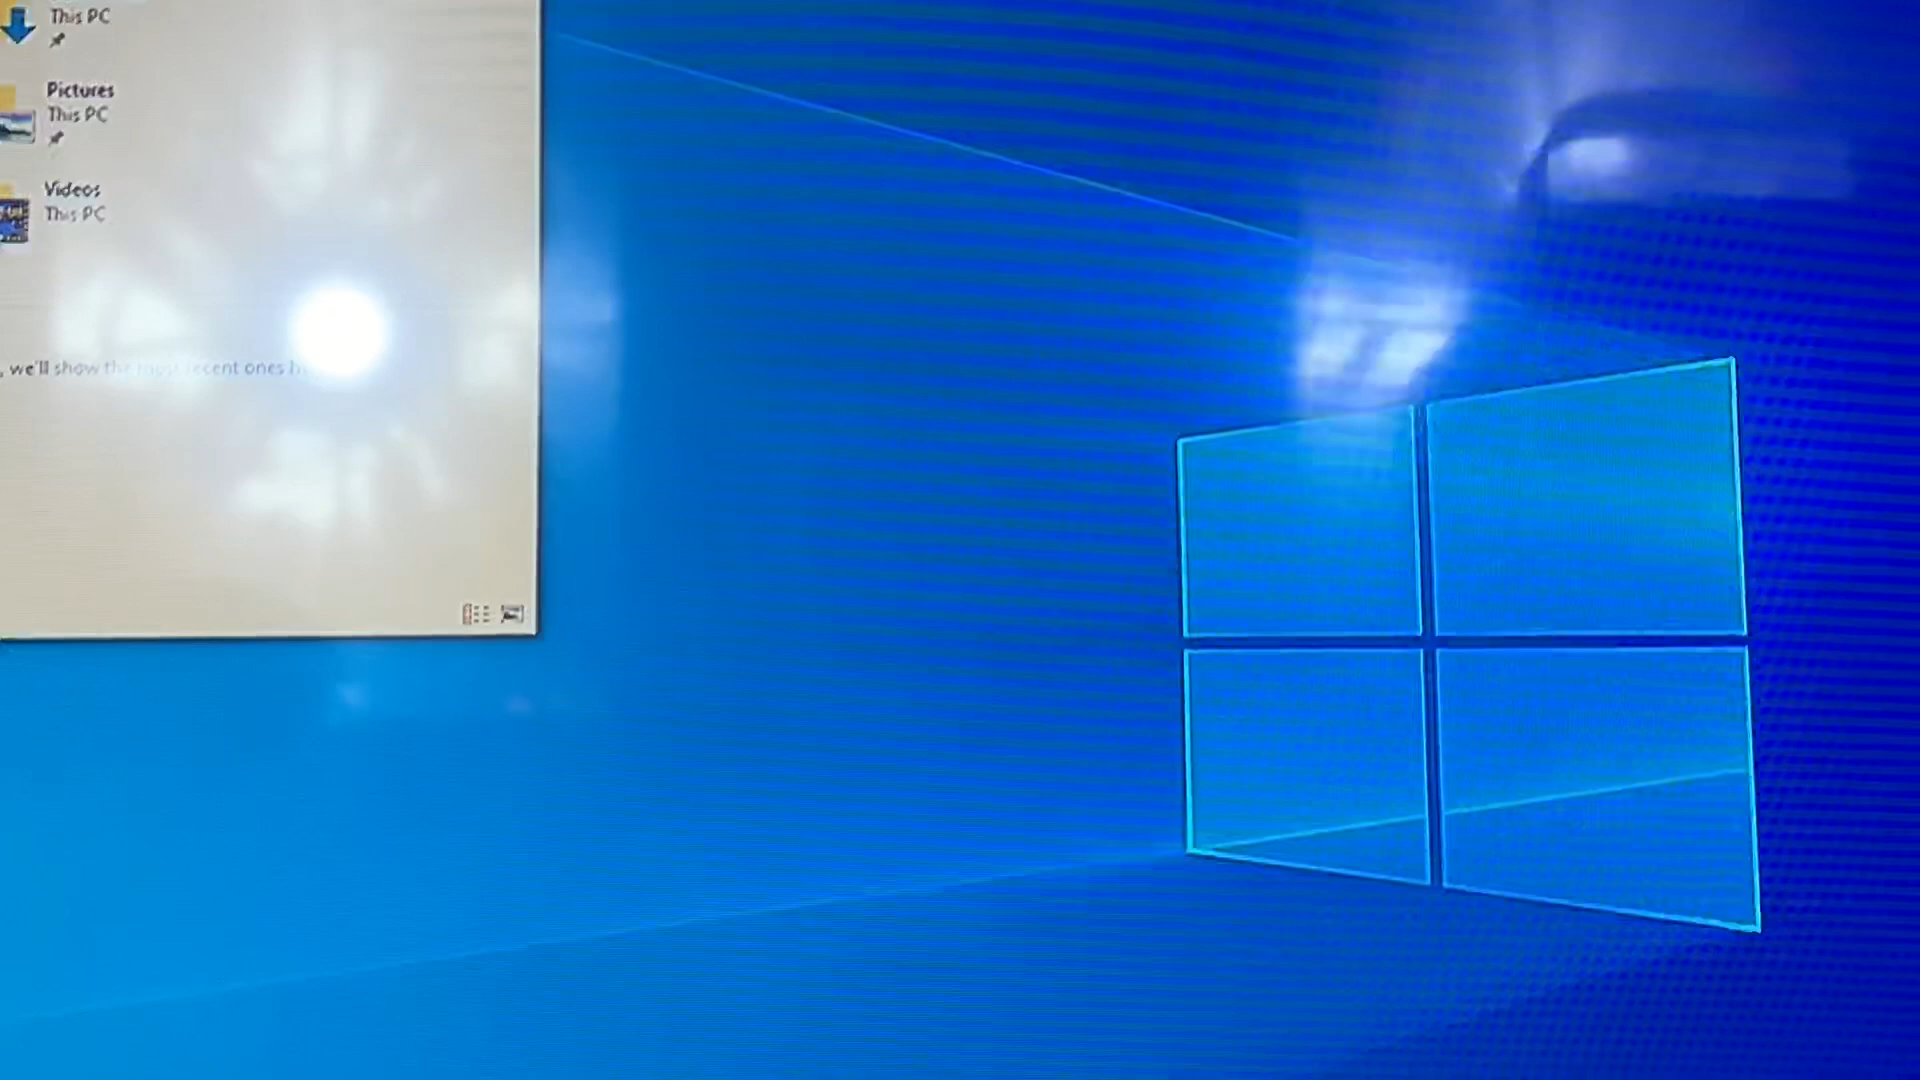 This PC
Pictures
This PC
Videos
This PC
, we'll show the most recent ones